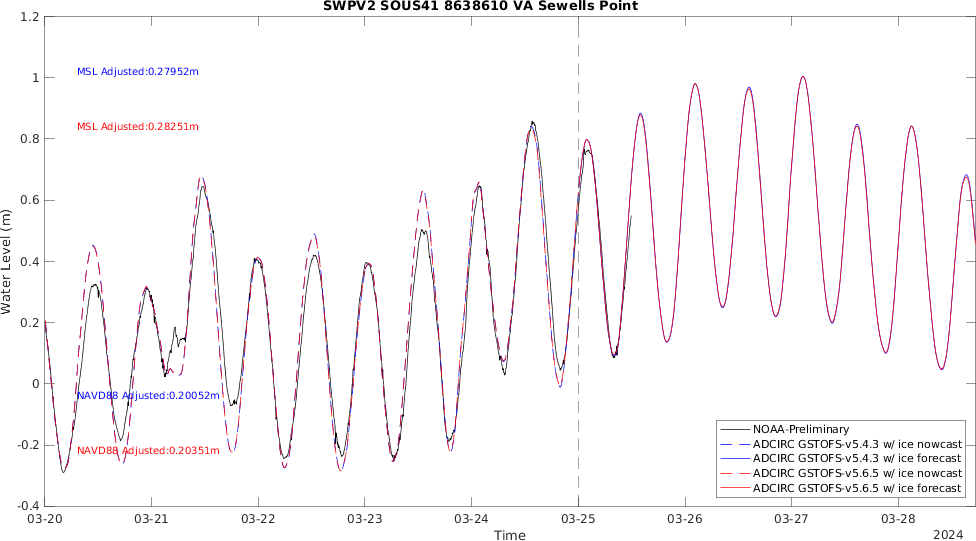 SWPV2 SOUS41 8638610 VA Sewells Point
1.2
1
0.8
0.6
0.4
0.2
0
-0.2
-0.4
Water Level (m)
MSL Adjusted:0.27952m
MSL Adjusted:0.28251m
NAVD88 Adjusted:0.20052m
NAVD88 Adjusted:0.20351m
NOAA-Preliminary
ADCIRC GSTOFS-v5.4.3 w/ ice nowcast
ADCIRC GSTOFS-v5.4.3 w/ ice forecast
ADCIRC GSTOFS-v5.6.5 w/ ice nowcast
ADCIRC GSTOFS-v5.6.5 w/ ice forecast
03-20 03-21 03-22 03-23 03-24 03-25 03-26 03-27 03-28
Time
2024